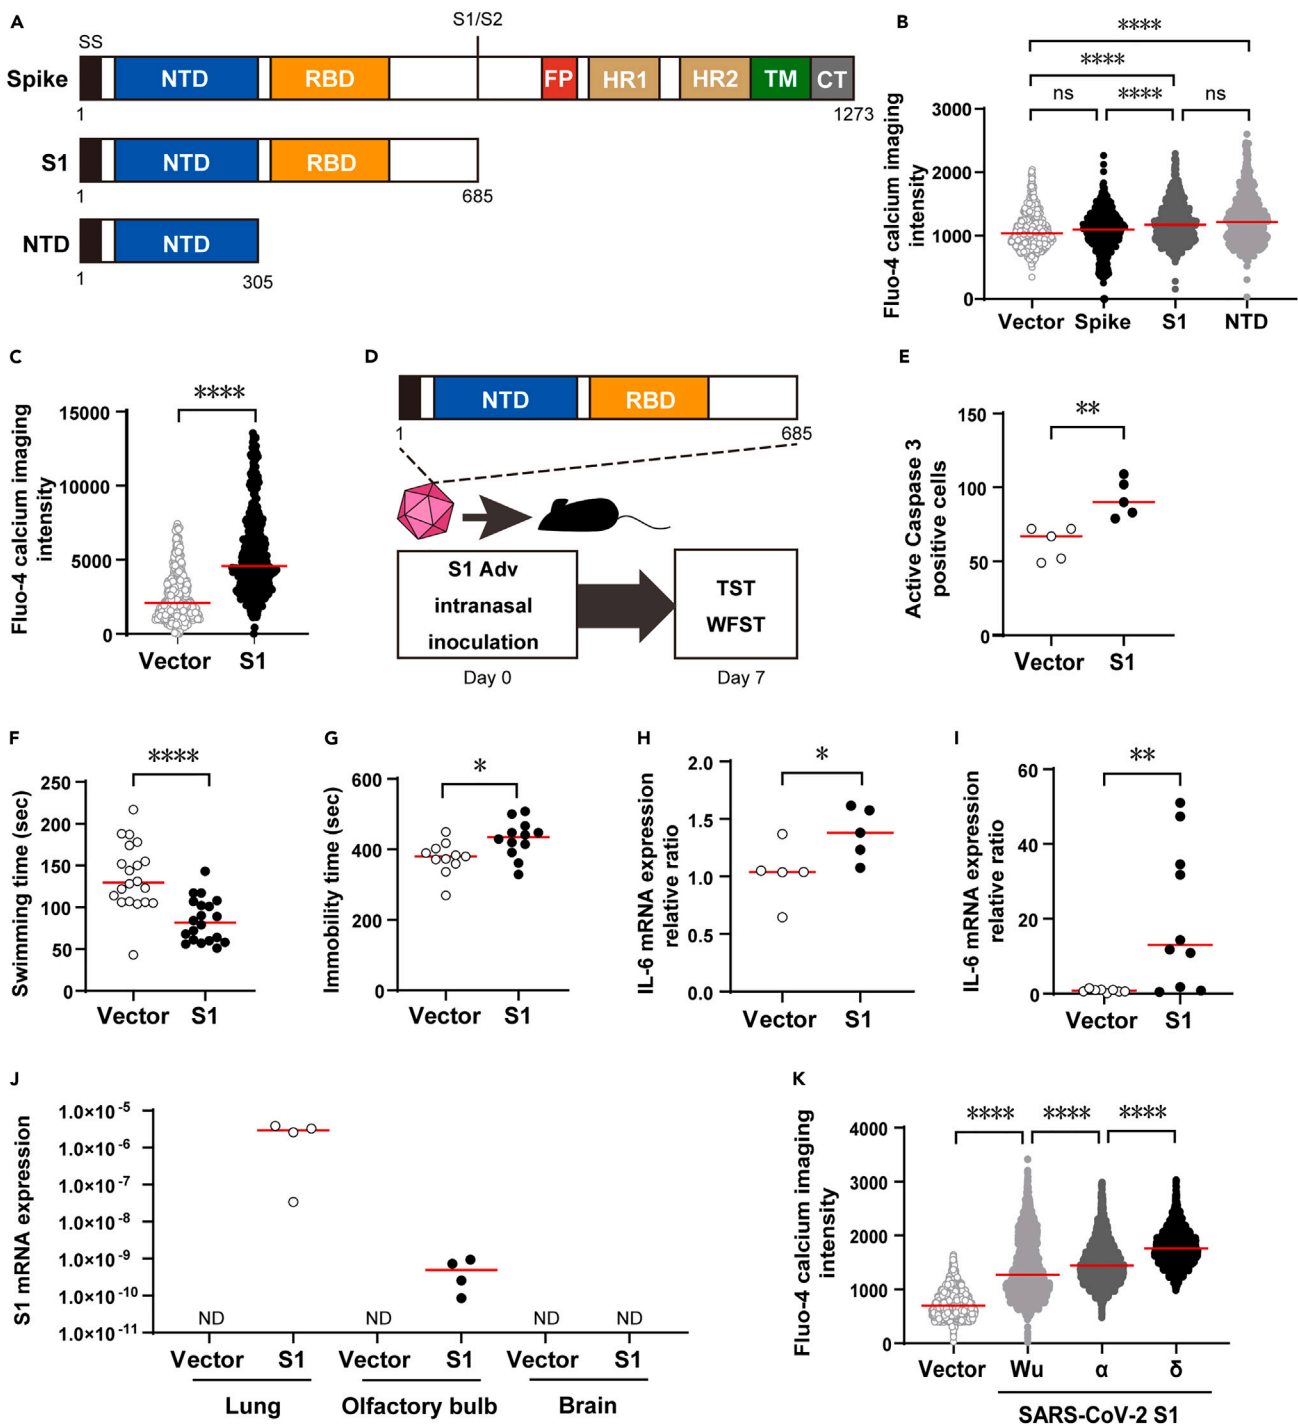 A
S1/S2
SS
Spike
NTD
RBD
FP
HR1
HR2
TM
CT
1
1273
S1
NTD
RBD
1
685
NTD
NTD
1
305
B
****
****
ns
****
ns
Fluo-4 calcium imaging
intensity
3000
2000
1000
0
Vector Spike S1 NTD
C
****
Fluo-4 calcium imaging
intensity
15000
10000
5000
0
Vector S1
D
NTD
RBD
1
685
S1 Adv
intranasal
inoculation
TST
WFST
Day 0
Day 7
E
**
Active Caspase 3
positive cells
150
100
50
0
Vector S1
F
****
Swimming time (sec)
250
200
150
100
50
0
Vector S1
G
*
Immobility time (sec)
600
400
200
0
Vector S1
H
*
IL-6 mRNA expression
relative ratio
2.0
1.5
1.0
0.5
0.0
Vector S1
I
**
IL-6 mRNA expression
relative ratio
60
40
20
0
Vector S1
J
S1 mRNA expression
1.0×10⁻⁵
1.0×10⁻⁶
1.0×10⁻⁷
1.0×10⁻⁸
1.0×10⁻⁹
1.0×10⁻¹⁰
1.0×10⁻¹¹
ND
ND
ND
ND
Vector S1 Vector S1 Vector S1
Lung Olfactory bulb Brain
K
**** **** ****
Fluo-4 calcium imaging
intensity
4000
3000
2000
1000
0
Vector Wu α δ
SARS-CoV-2 S1